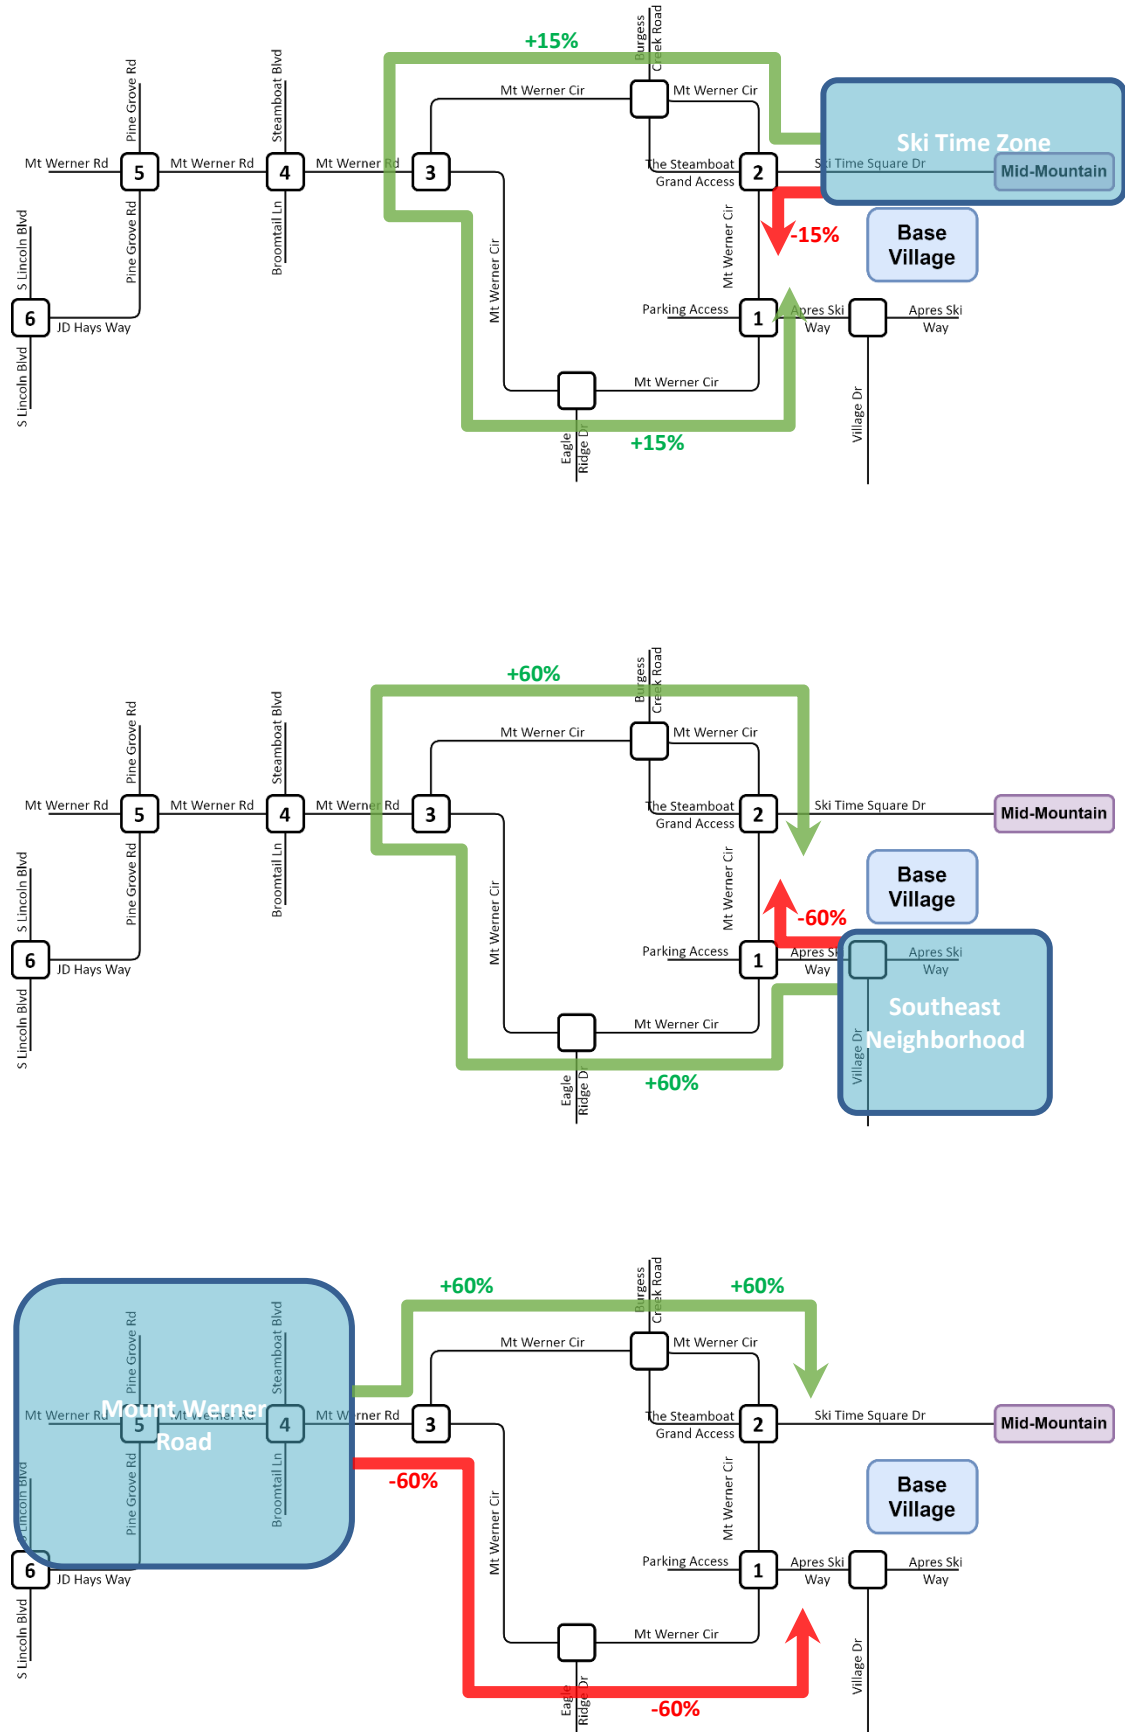 +15%
Burgess
Creek Road
Steamboat Blvd
Pine Grove Rd
Mt Werner Cir
Mt Werner Cir
Ski Time Zone
Mt Werner Rd
5
Mt Werner Rd
4
Mt Werner Rd
3
The Steamboat
Grand Access
2
Ski Time Square Dr
Mid-Mountain
S Lincoln Blvd
Pine Grove Rd
Broomtail Ln
Mt Werner Cir
Mt Werner Cir
-15%
Base
Village
6
JD Hays Way
Parking Access
1
Apres Ski
Way
Apres Ski
Way
S Lincoln Blvd
Mt Werner Cir
Village Dr
Eagle
Ridge Dr
+15%
+60%
Burgess
Creek Road
Steamboat Blvd
Pine Grove Rd
Mt Werner Cir
Mt Werner Cir
Mt Werner Rd
5
Mt Werner Rd
4
Mt Werner Rd
3
The Steamboat
Grand Access
2
Ski Time Square Dr
Mid-Mountain
S Lincoln Blvd
Pine Grove Rd
Broomtail Ln
Mt Werner Cir
Mt Werner Cir
Base
Village
-60%
6
JD Hays Way
Parking Access
1
Apres Ski
Way
Apres Ski
Way
S Lincoln Blvd
Southeast
Neighborhood
Mt Werner Cir
Village Dr
Eagle
Ridge Dr
+60%
+60%
+60%
Burgess
Creek Road
Steamboat Blvd
Pine Grove Rd
Mt Werner Cir
Mt Werner Cir
Mount Werner
Road
Mt Werner Rd
5
Mt Werner Rd
4
Mt Werner Rd
3
The Steamboat
Grand Access
2
Ski Time Square Dr
Mid-Mountain
S Lincoln Blvd
Pine Grove Rd
Broomtail Ln
-60%
Mt Werner Cir
Mt Werner Cir
Base
Village
6
JD Hays Way
Parking Access
1
Apres Ski
Way
Apres Ski
Way
S Lincoln Blvd
Mt Werner Cir
Village Dr
Eagle
Ridge Dr
-60%